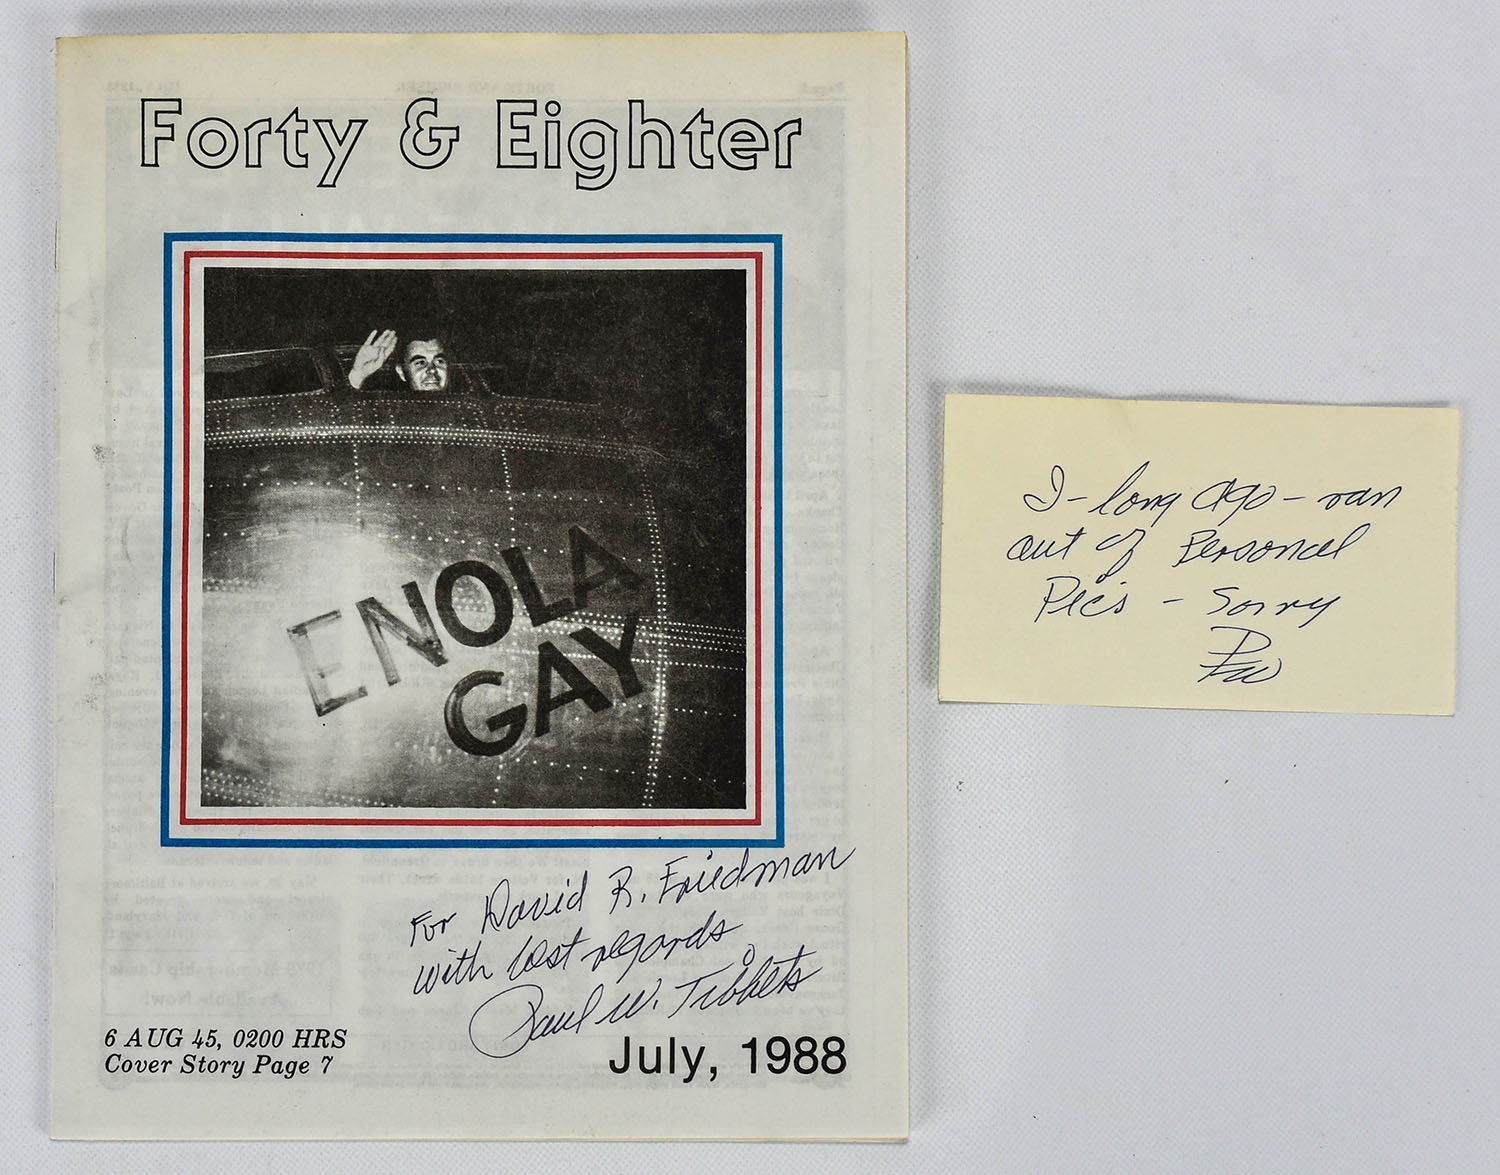 Forty & Eighter
ENOLA
GAY
For David R. Friedman
with best regards
Paul W. Tibbets
6 AUG 45, 0200 HRS
Cover Story Page 7
July, 1988
I - long ago - ran
out of Personal
Pics - Sorry